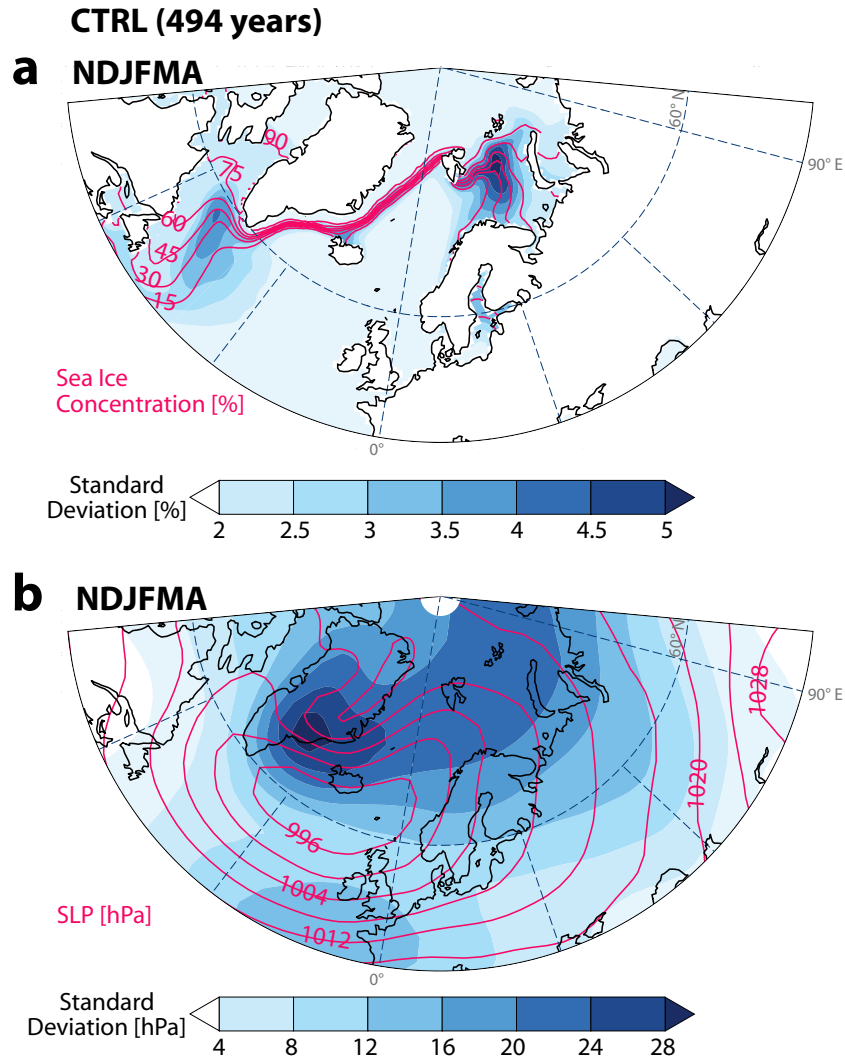 CTRL (494 years)
a NDJFMA
60° N
90
90° E
75
60
45
30
15
Sea Ice
Concentration [%]
0°
Standard
Deviation [%]
2 2.5 3 3.5 4 4.5 5
b NDJFMA
60° N
90° E
1028
1020
996
1004
SLP [hPa]
1012
0°
Standard
Deviation [hPa]
4 8 12 16 20 24 28